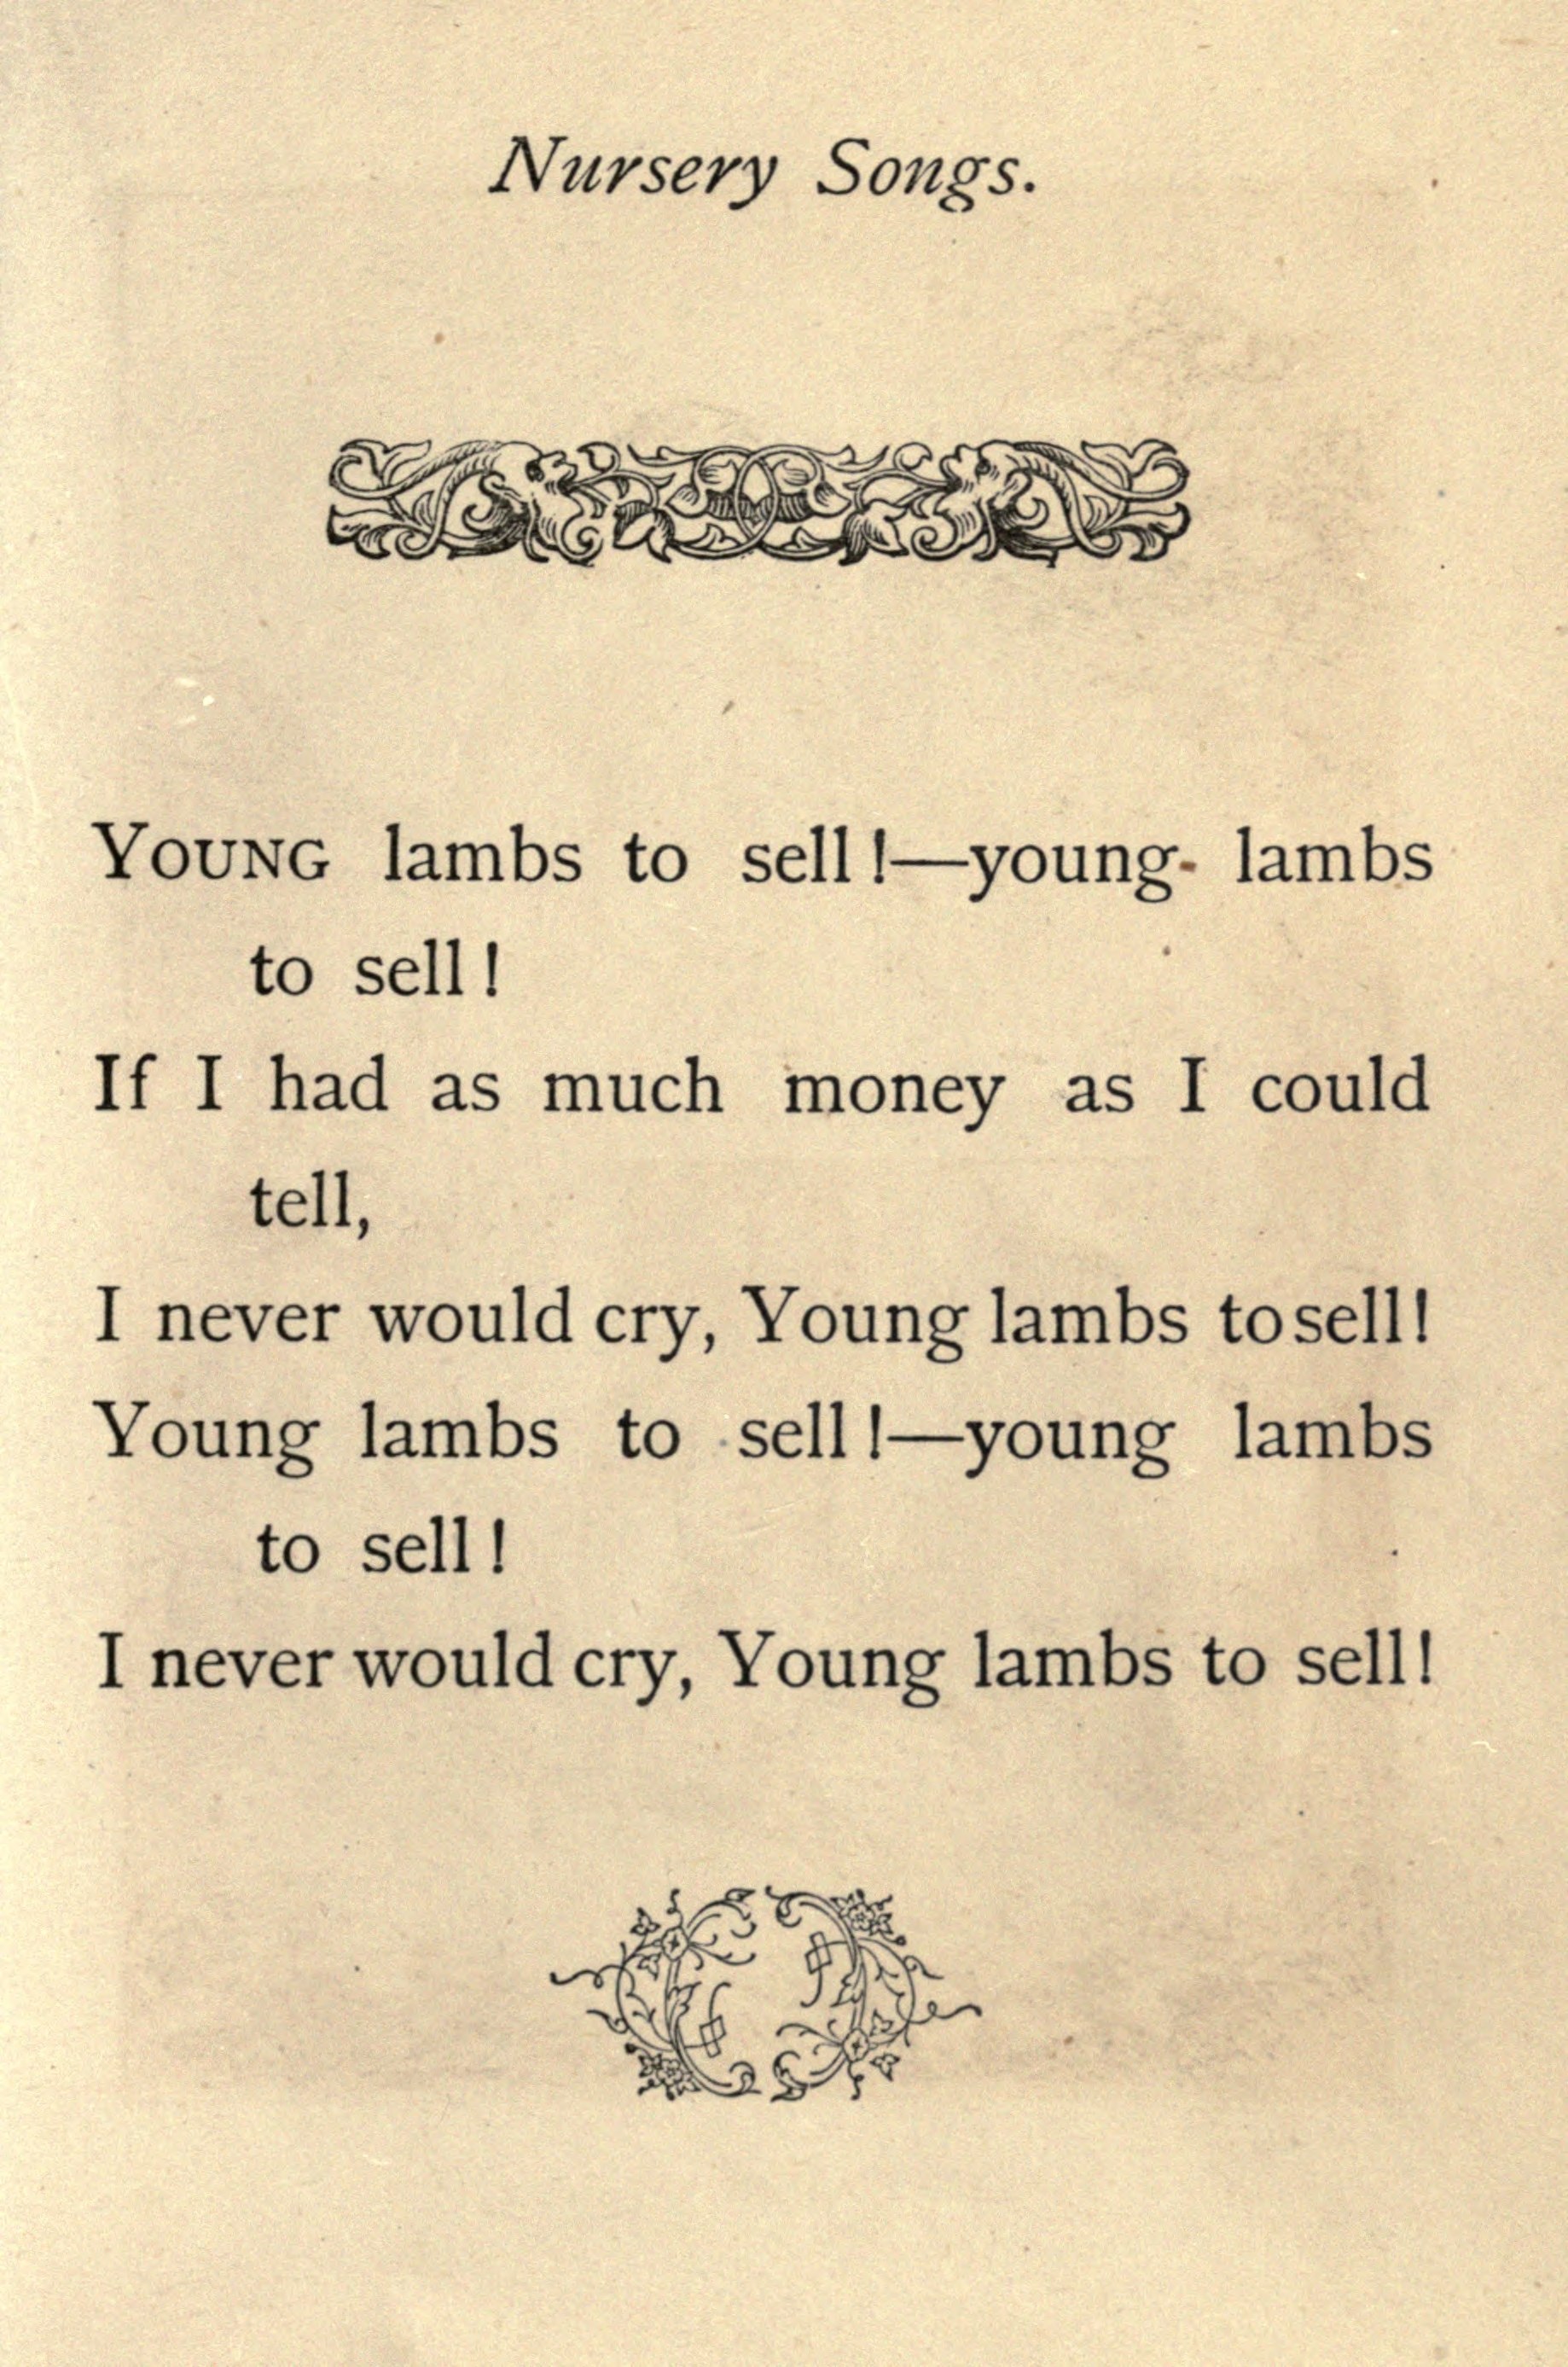 Nursery Songs.
YOUNG lambs to sell!—young lambs
to sell!
If I had as much money as I could
tell,
I never would cry, Young lambs to sell!
Young lambs to sell!—young lambs
to sell!
I never would cry, Young lambs to sell!